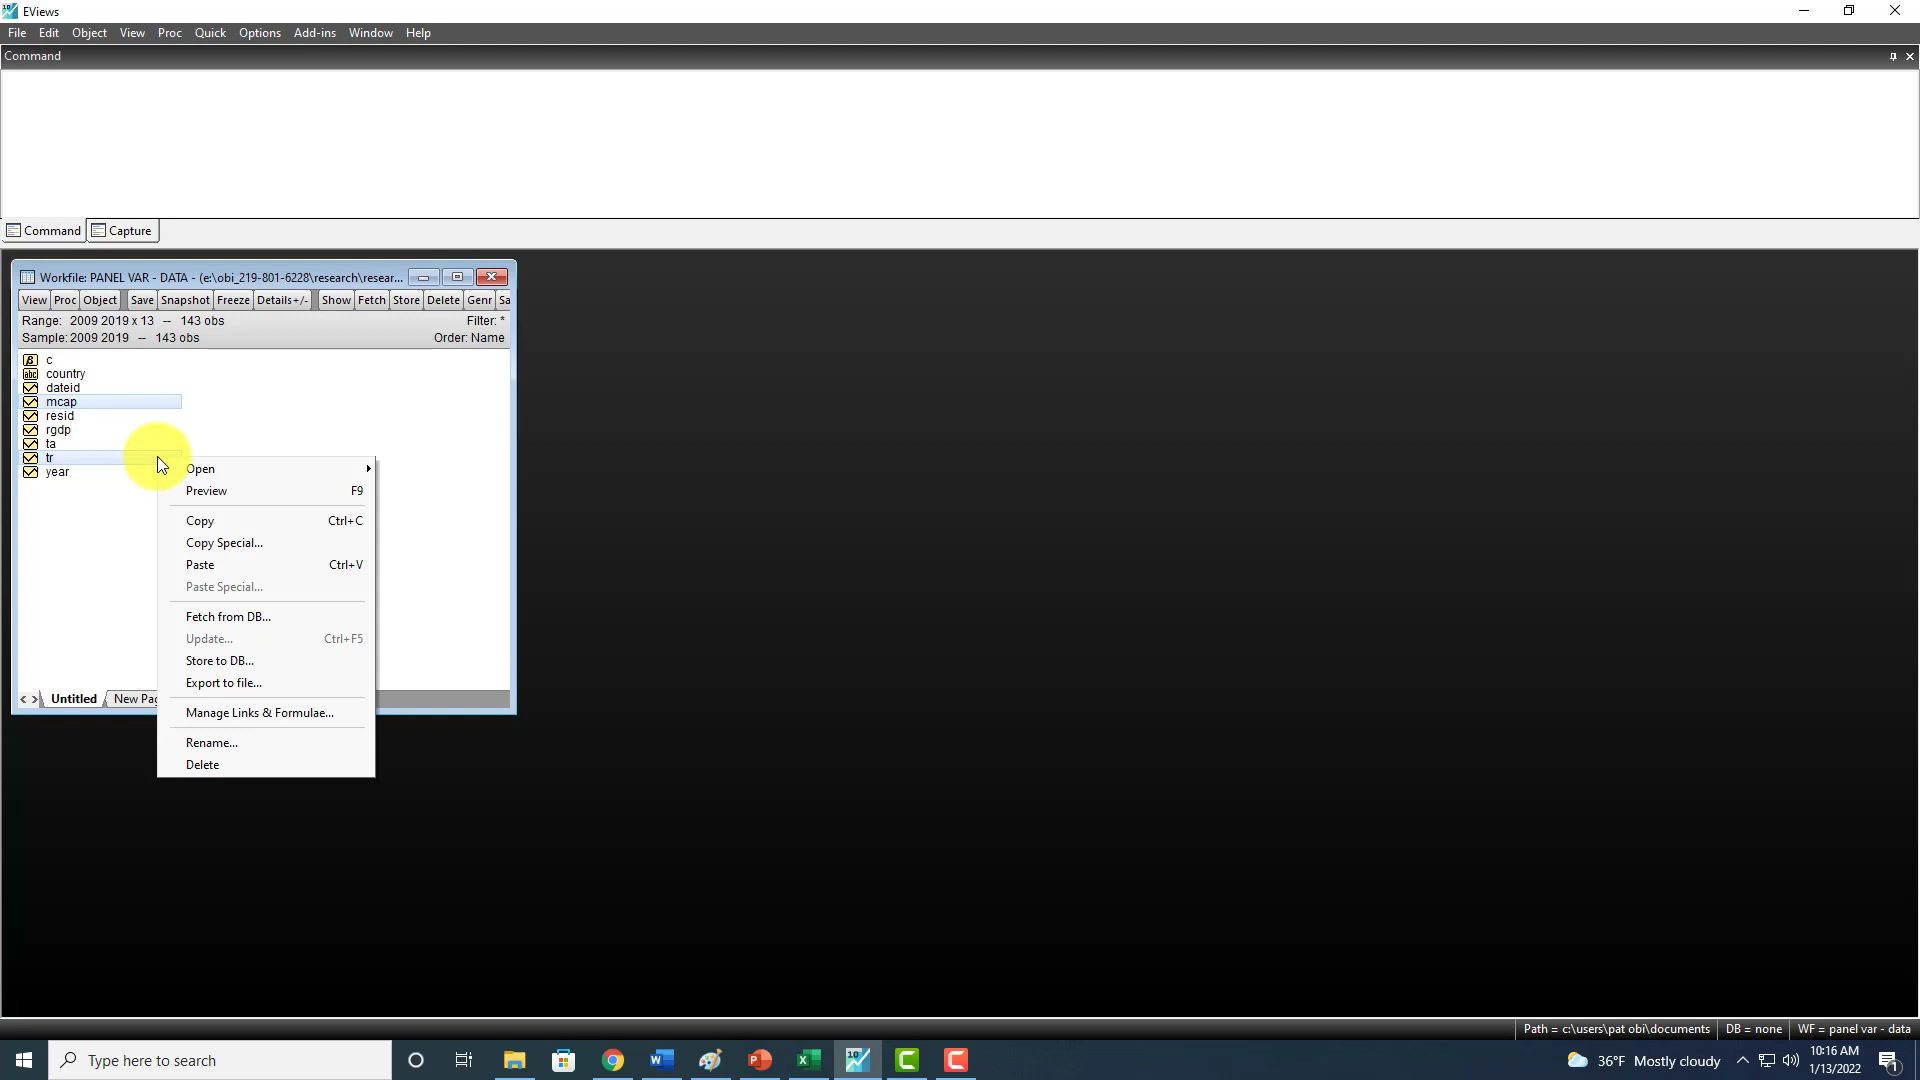 EViews
File Edit Object View Proc Quick Options Add-ins Window Help
Command
Command Capture
Workfile: PANEL VAR - DATA - (e:\obi_219-801-6228\research\resear...
View Proc Object Save Snapshot Freeze Details+/- Show Fetch Store Delete Genr Sa
Range: 2009 2019 x 13 -- 143 obs Filter: *
Sample: 2009 2019 -- 143 obs Order: Name
c
country
dateid
mcap
resid
rgdp
ta
tr
year
Open
Preview F9
Copy Ctrl+C
Copy Special...
Paste Ctrl+V
Paste Special...
Fetch from DB...
Update... Ctrl+F5
Store to DB...
Export to file...
Manage Links & Formulae...
Rename...
Delete
Untitled New Pag
Path = c:\users\pat obi\documents DB = none WF = panel var - data
Type here to search
36°F Mostly cloudy
10:16 AM
1/13/2022